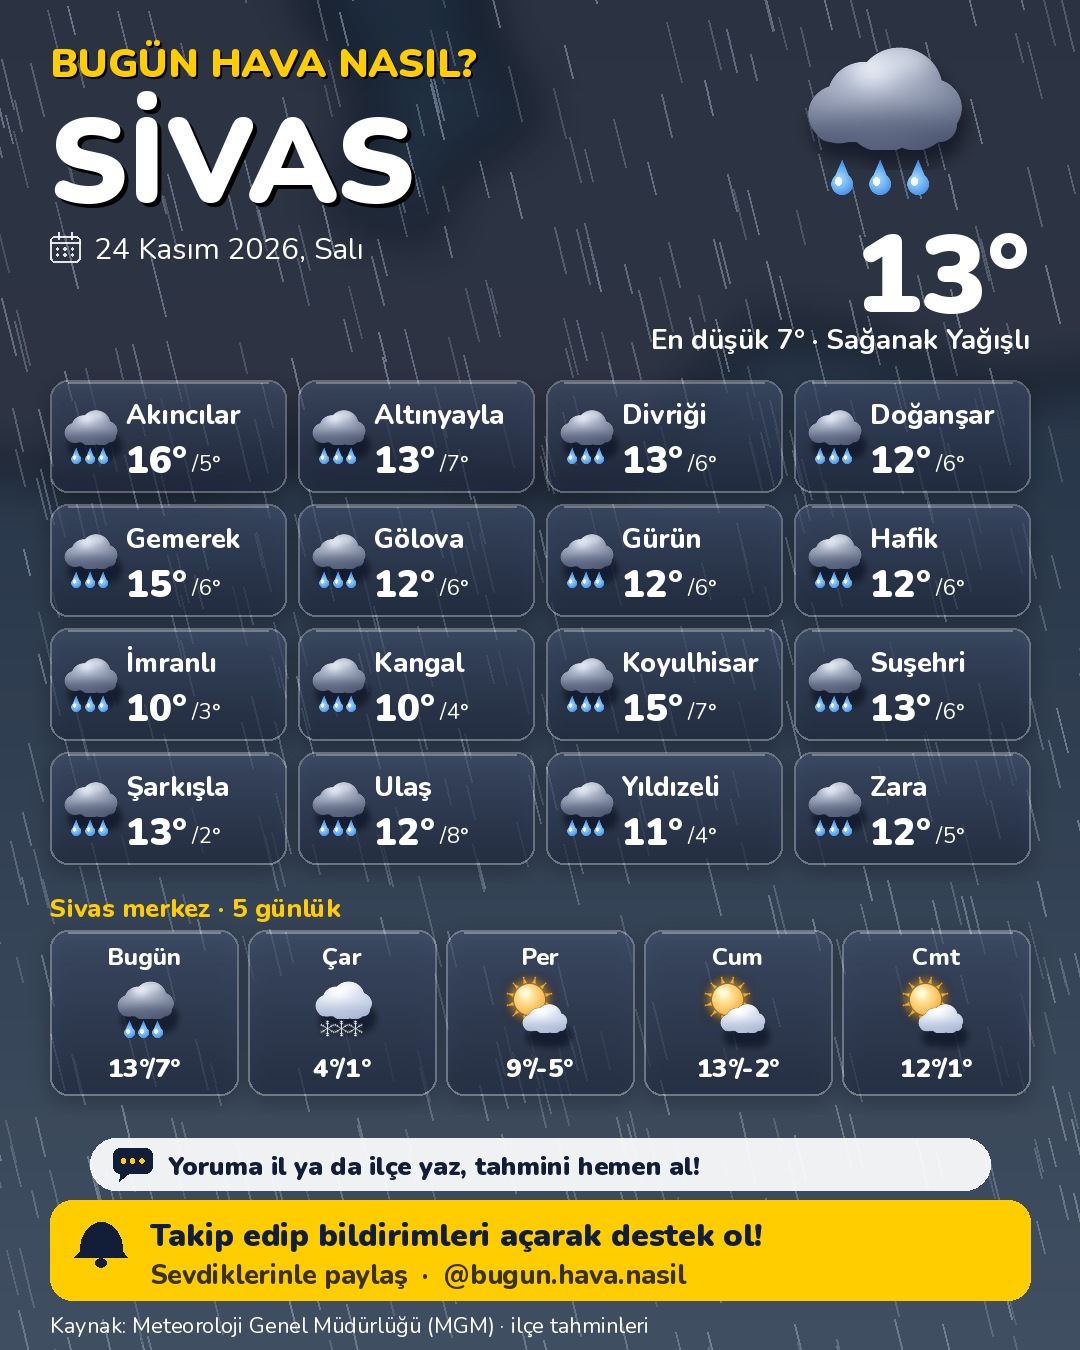 BUGÜN HAVA NASIL?
SİVAS
24 Kasım 2026, Salı
13°
En düşük 7° · Sağanak Yağışlı
Akıncılar
16° /5°
Altınyayla
13° /7°
Divriği
13° /6°
Doğanşar
12° /6°
Gemerek
15° /6°
Gölova
12° /6°
Gürün
12° /6°
Hafik
12° /6°
İmranlı
10° /3°
Kangal
10° /4°
Koyulhisar
15° /7°
Suşehri
13° /6°
Şarkışla
13° /2°
Ulaş
12° /8°
Yıldızeli
11° /4°
Zara
12° /5°
Sivas merkez · 5 günlük
Bugün
13°/7°
Çar
4°/1°
Per
9°/-5°
Cum
13°/-2°
Cmt
12°/1°
Yoruma il ya da ilçe yaz, tahmini hemen al!
Takip edip bildirimleri açarak destek ol!
Sevdiklerinle paylaş · @bugun.hava.nasil
Kaynak: Meteoroloji Genel Müdürlüğü (MGM) · ilçe tahminleri